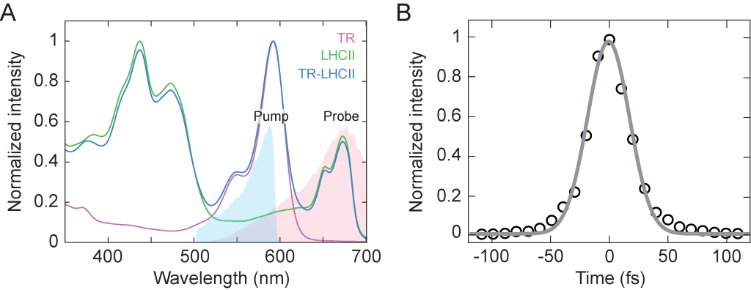 A
TR
LHCII
TR-LHCII
Pump
Probe
Normalized intensity
1
0.8
0.6
0.4
0.2
0
400
500
600
700
Wavelength (nm)
B
Normalized intensity
1
0.8
0.6
0.4
0.2
0
-100
-50
0
50
100
Time (fs)